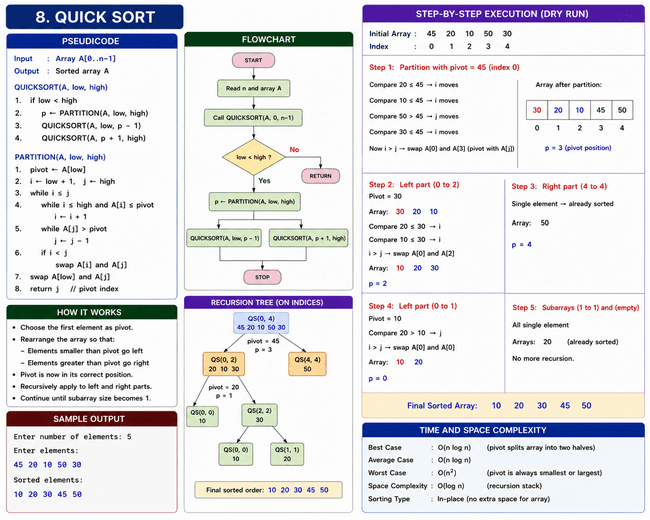 8. QUICK SORT
PSEUDICODE
Input : Array A[0..n-1]
Output : Sorted array A
QUICKSORT(A, low, high)
1. if low < high
2. p ← PARTITION(A, low, high)
3. QUICKSORT(A, low, p − 1)
4. QUICKSORT(A, p + 1, high)
PARTITION(A, low, high)
1. pivot ← A[low]
2. i ← low + 1, j ← high
3. while i ≤ j
4. while i ≤ high and A[i] ≤ pivot
i ← i + 1
5. while A[j] > pivot
j ← j − 1
6. if i < j
swap A[i] and A[j]
7. swap A[low] and A[j]
8. return j // pivot index
HOW IT WORKS
• Choose the first element as pivot.
• Rearrange the array so that:
− Elements smaller than pivot go left
− Elements greater than pivot go right
• Pivot is now in its correct position.
• Recursively apply to left and right parts.
• Continue until subarray size becomes 1.
SAMPLE OUTPUT
Enter number of elements: 5
Enter elements:
45 20 10 50 30
Sorted elements:
10 20 30 45 50
FLOWCHART
START
Read n and array A
Call QUICKSORT(A, 0, n−1)
low < high ?
No
RETURN
Yes
p ← PARTITION(A, low, high)
QUICKSORT(A, low, p − 1)
QUICKSORT(A, p + 1, high)
STOP
RECURSION TREE (ON INDICES)
QS(0, 4)
45 20 10 50 30
pivot = 45
p = 3
QS(0, 2)
20 10 30
QS(4, 4)
50
pivot = 20
p = 1
QS(0, 0)
10
QS(2, 2)
30
QS(0, 0)
10
QS(1, 1)
20
Final sorted order: 10 20 30 45 50
STEP-BY-STEP EXECUTION (DRY RUN)
Initial Array : 45 20 10 50 30
Index : 0 1 2 3 4
Step 1: Partition with pivot = 45 (index 0)
Compare 20 ≤ 45 → i moves
Compare 10 ≤ 45 → i moves
Compare 50 > 45 → j moves
Compare 30 ≤ 45 → i moves
Now i > j → swap A[0] and A[3] (pivot with A[j])
Array after partition:
30 20 10 45 50
0 1 2 3 4
p = 3 (pivot position)
Step 2: Left part (0 to 2)
Pivot = 30
Array: 30 20 10
Compare 20 ≤ 30 → i
Compare 10 ≤ 30 → i
i > j → swap A[0] and A[2]
Array: 10 20 30
p = 2
Step 3: Right part (4 to 4)
Single element → already sorted
Array: 50
p = 4
Step 4: Left part (0 to 1)
Pivot = 10
Compare 20 > 10 → j
i > j → swap A[0] and A[0]
Array: 10 20
p = 0
Step 5: Subarrays (1 to 1) and (empty)
All single element
Arrays: 20 (already sorted)
No more recursion.
Final Sorted Array: 10 20 30 45 50
TIME AND SPACE COMPLEXITY
Best Case : O(n log n) (pivot splits array into two halves)
Average Case : O(n log n)
Worst Case : O(n²) (pivot is always smallest or largest)
Space Complexity : O(log n) (recursion stack)
Sorting Type : In-place (no extra space for array)